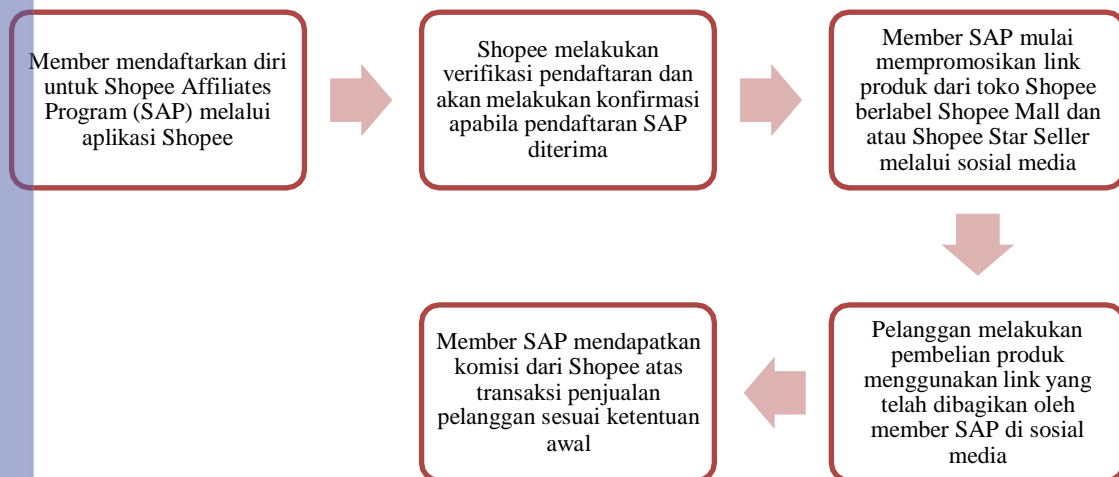 Member mendaftarkan diri
untuk Shopee Affiliates
Program (SAP) melalui
aplikasi Shopee
Shopee melakukan
verifikasi pendaftaran dan
akan melakukan konfirmasi
apabila pendaftaran SAP
diterima
Member SAP mulai
mempromosikan link
produk dari toko Shopee
berlabel Shopee Mall dan
atau Shopee Star Seller
melalui sosial media
Pelanggan melakukan
pembelian produk
menggunakan link yang
telah dibagikan oleh
member SAP di sosial
media
Member SAP mendapatkan
komisi dari Shopee atas
transaksi penjualan
pelanggan sesuai ketentuan
awal